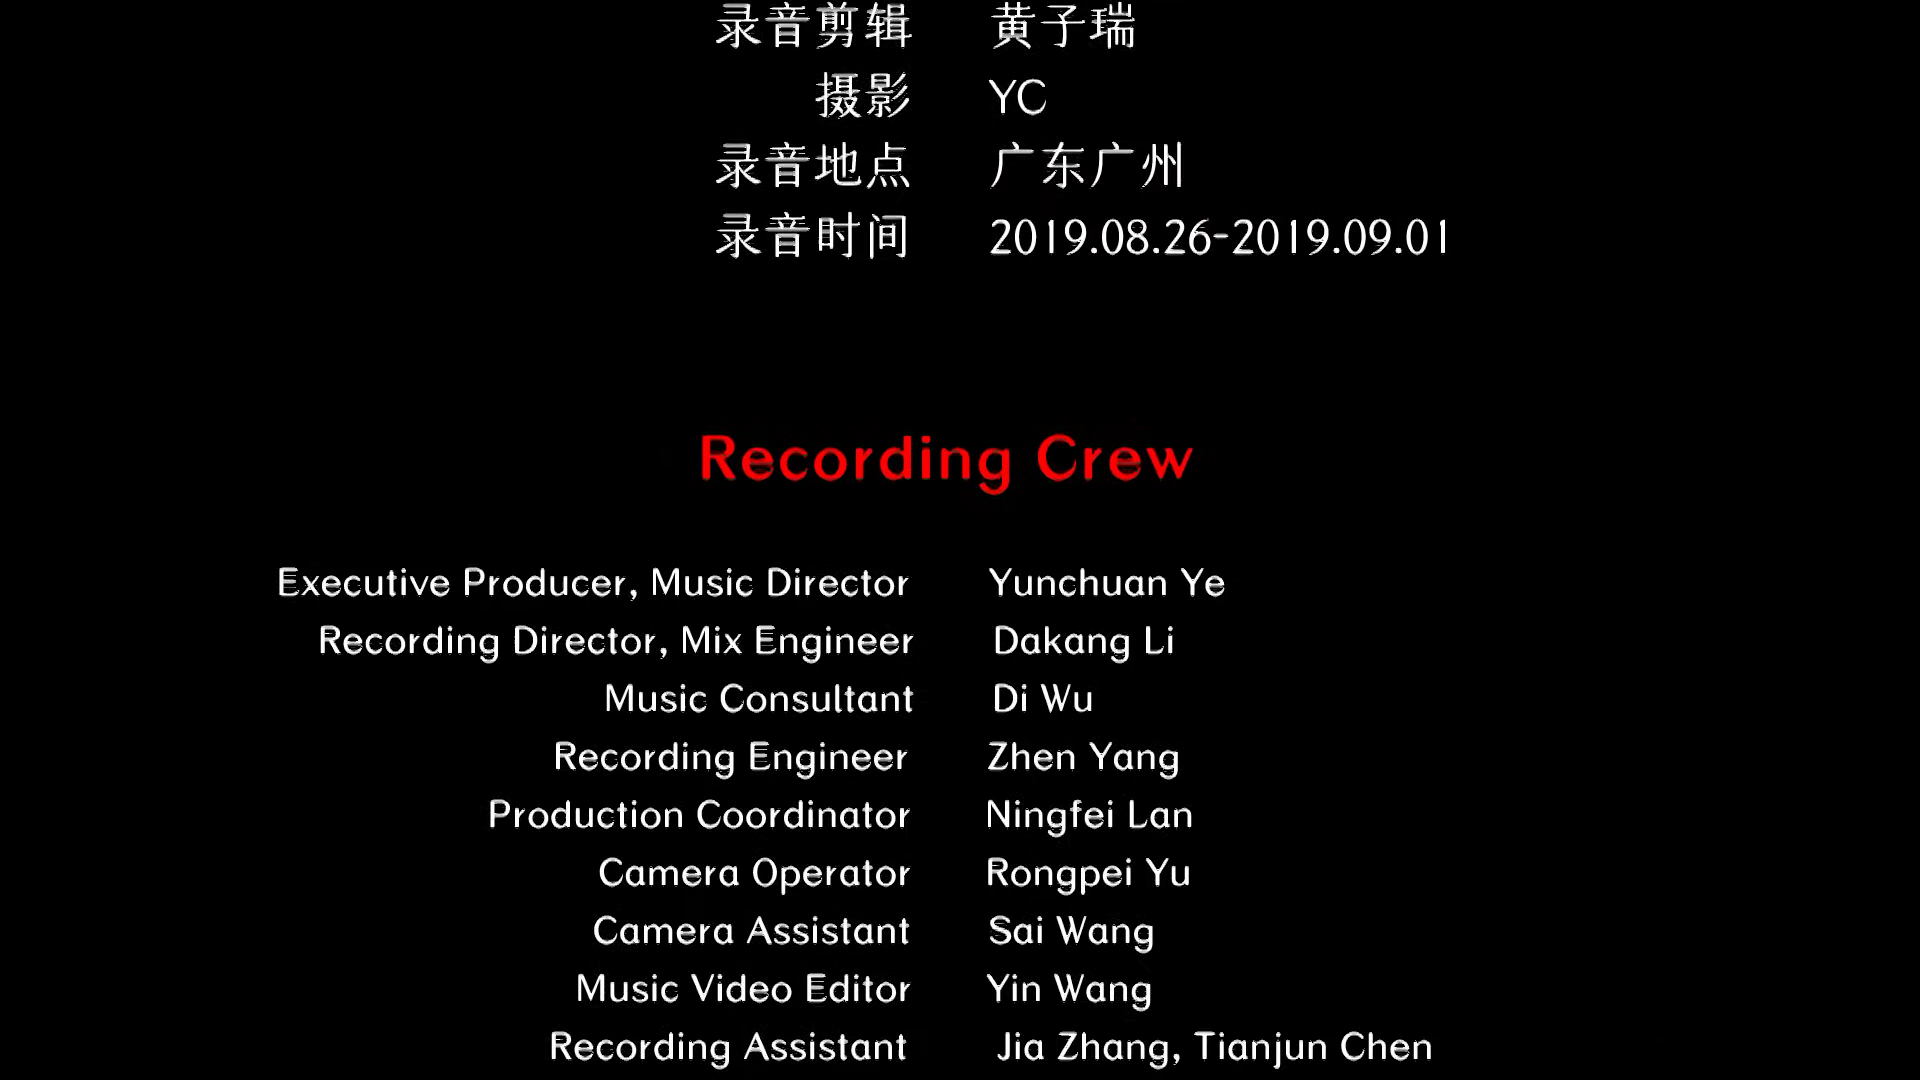 录音剪辑 黄子瑞
摄影 YC
录音地点 广东广州
录音时间 2019.08.26-2019.09.01
Recording Crew
Executive Producer, Music Director Yunchuan Ye
Recording Director, Mix Engineer Dakang Li
Music Consultant Di Wu
Recording Engineer Zhen Yang
Production Coordinator Ningfei Lan
Camera Operator Rongpei Yu
Camera Assistant Sai Wang
Music Video Editor Yin Wang
Recording Assistant Jia Zhang, Tianjun Chen